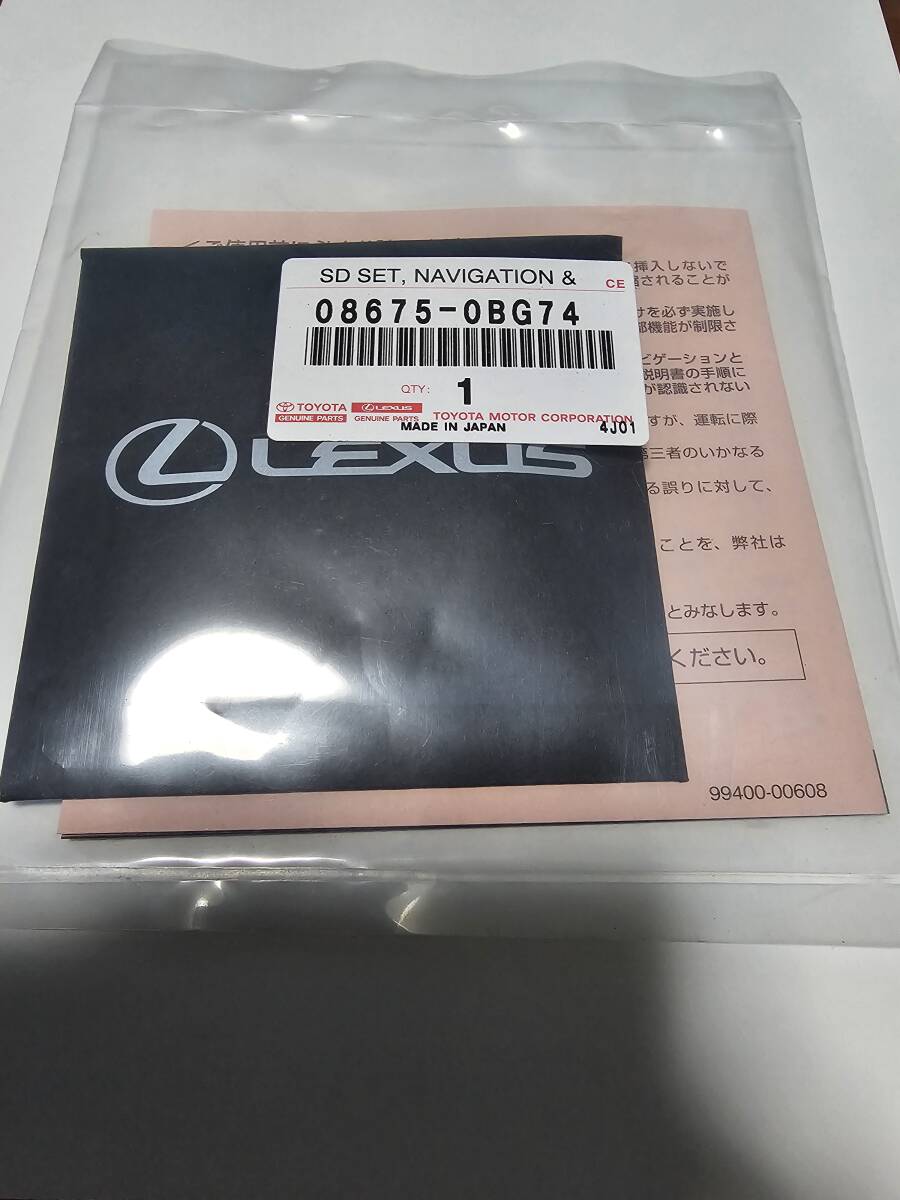 SD SET, NAVIGATION &
CE
08675-0BG74
QTY: 1
TOYOTA
GENUINE PARTS
LEXUS
GENUINE PARTS
TOYOTA MOTOR CORPORATION
MADE IN JAPAN
4J01
LEXUS
挿入しないで
されることが
を必ず実施し
部機能が制限さ
ビゲーションと
説明書の手順に
が認識されない
すが、運転に際
第三者のいかなる
る誤りに対して、
ことを、弊社は
とみなします。
ください。
99400-00608